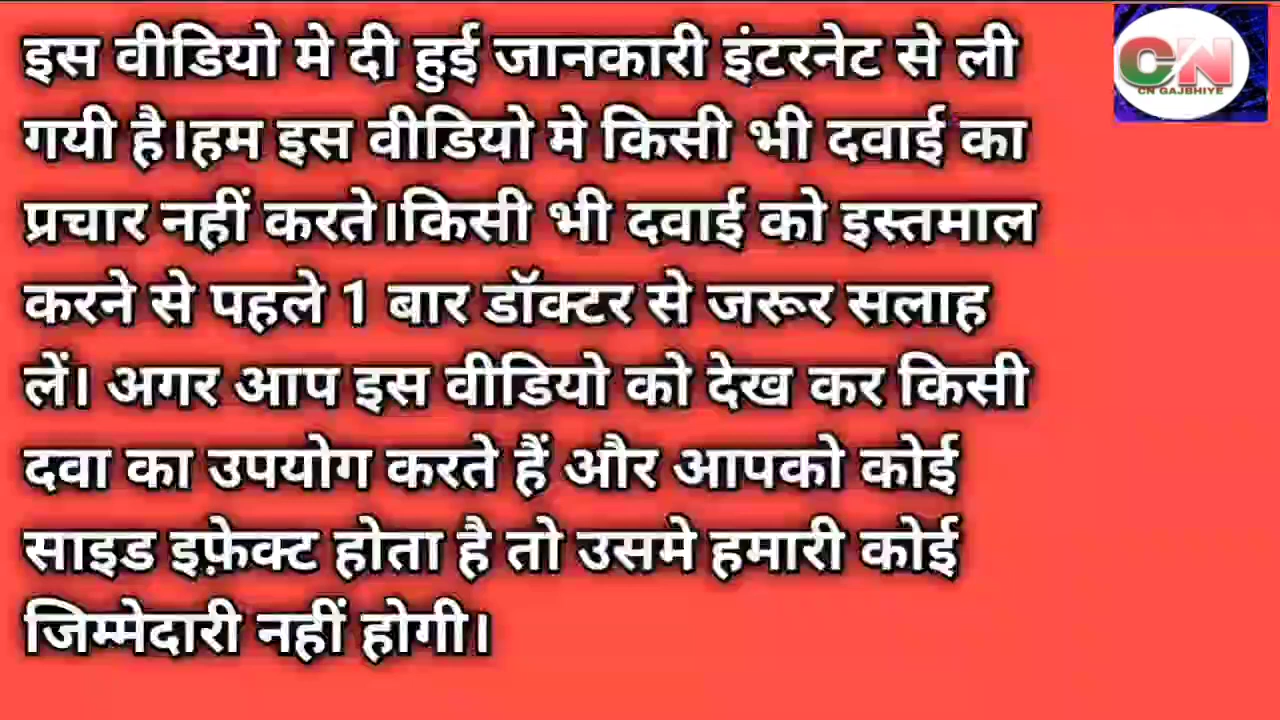 इस वीडियो मे दी हुई जानकारी इंटरनेट से ली
गयी है।हम इस वीडियो मे किसी भी दवाई का
प्रचार नहीं करते।किसी भी दवाई को इस्तमाल
करने से पहले 1 बार डॉक्टर से जरूर सलाह
लें। अगर आप इस वीडियो को देख कर किसी
दवा का उपयोग करते हैं और आपको कोई
साइड इफ़ेक्ट होता है तो उसमे हमारी कोई
जिम्मेदारी नहीं होगी।
CN
CN GAJBHIYE